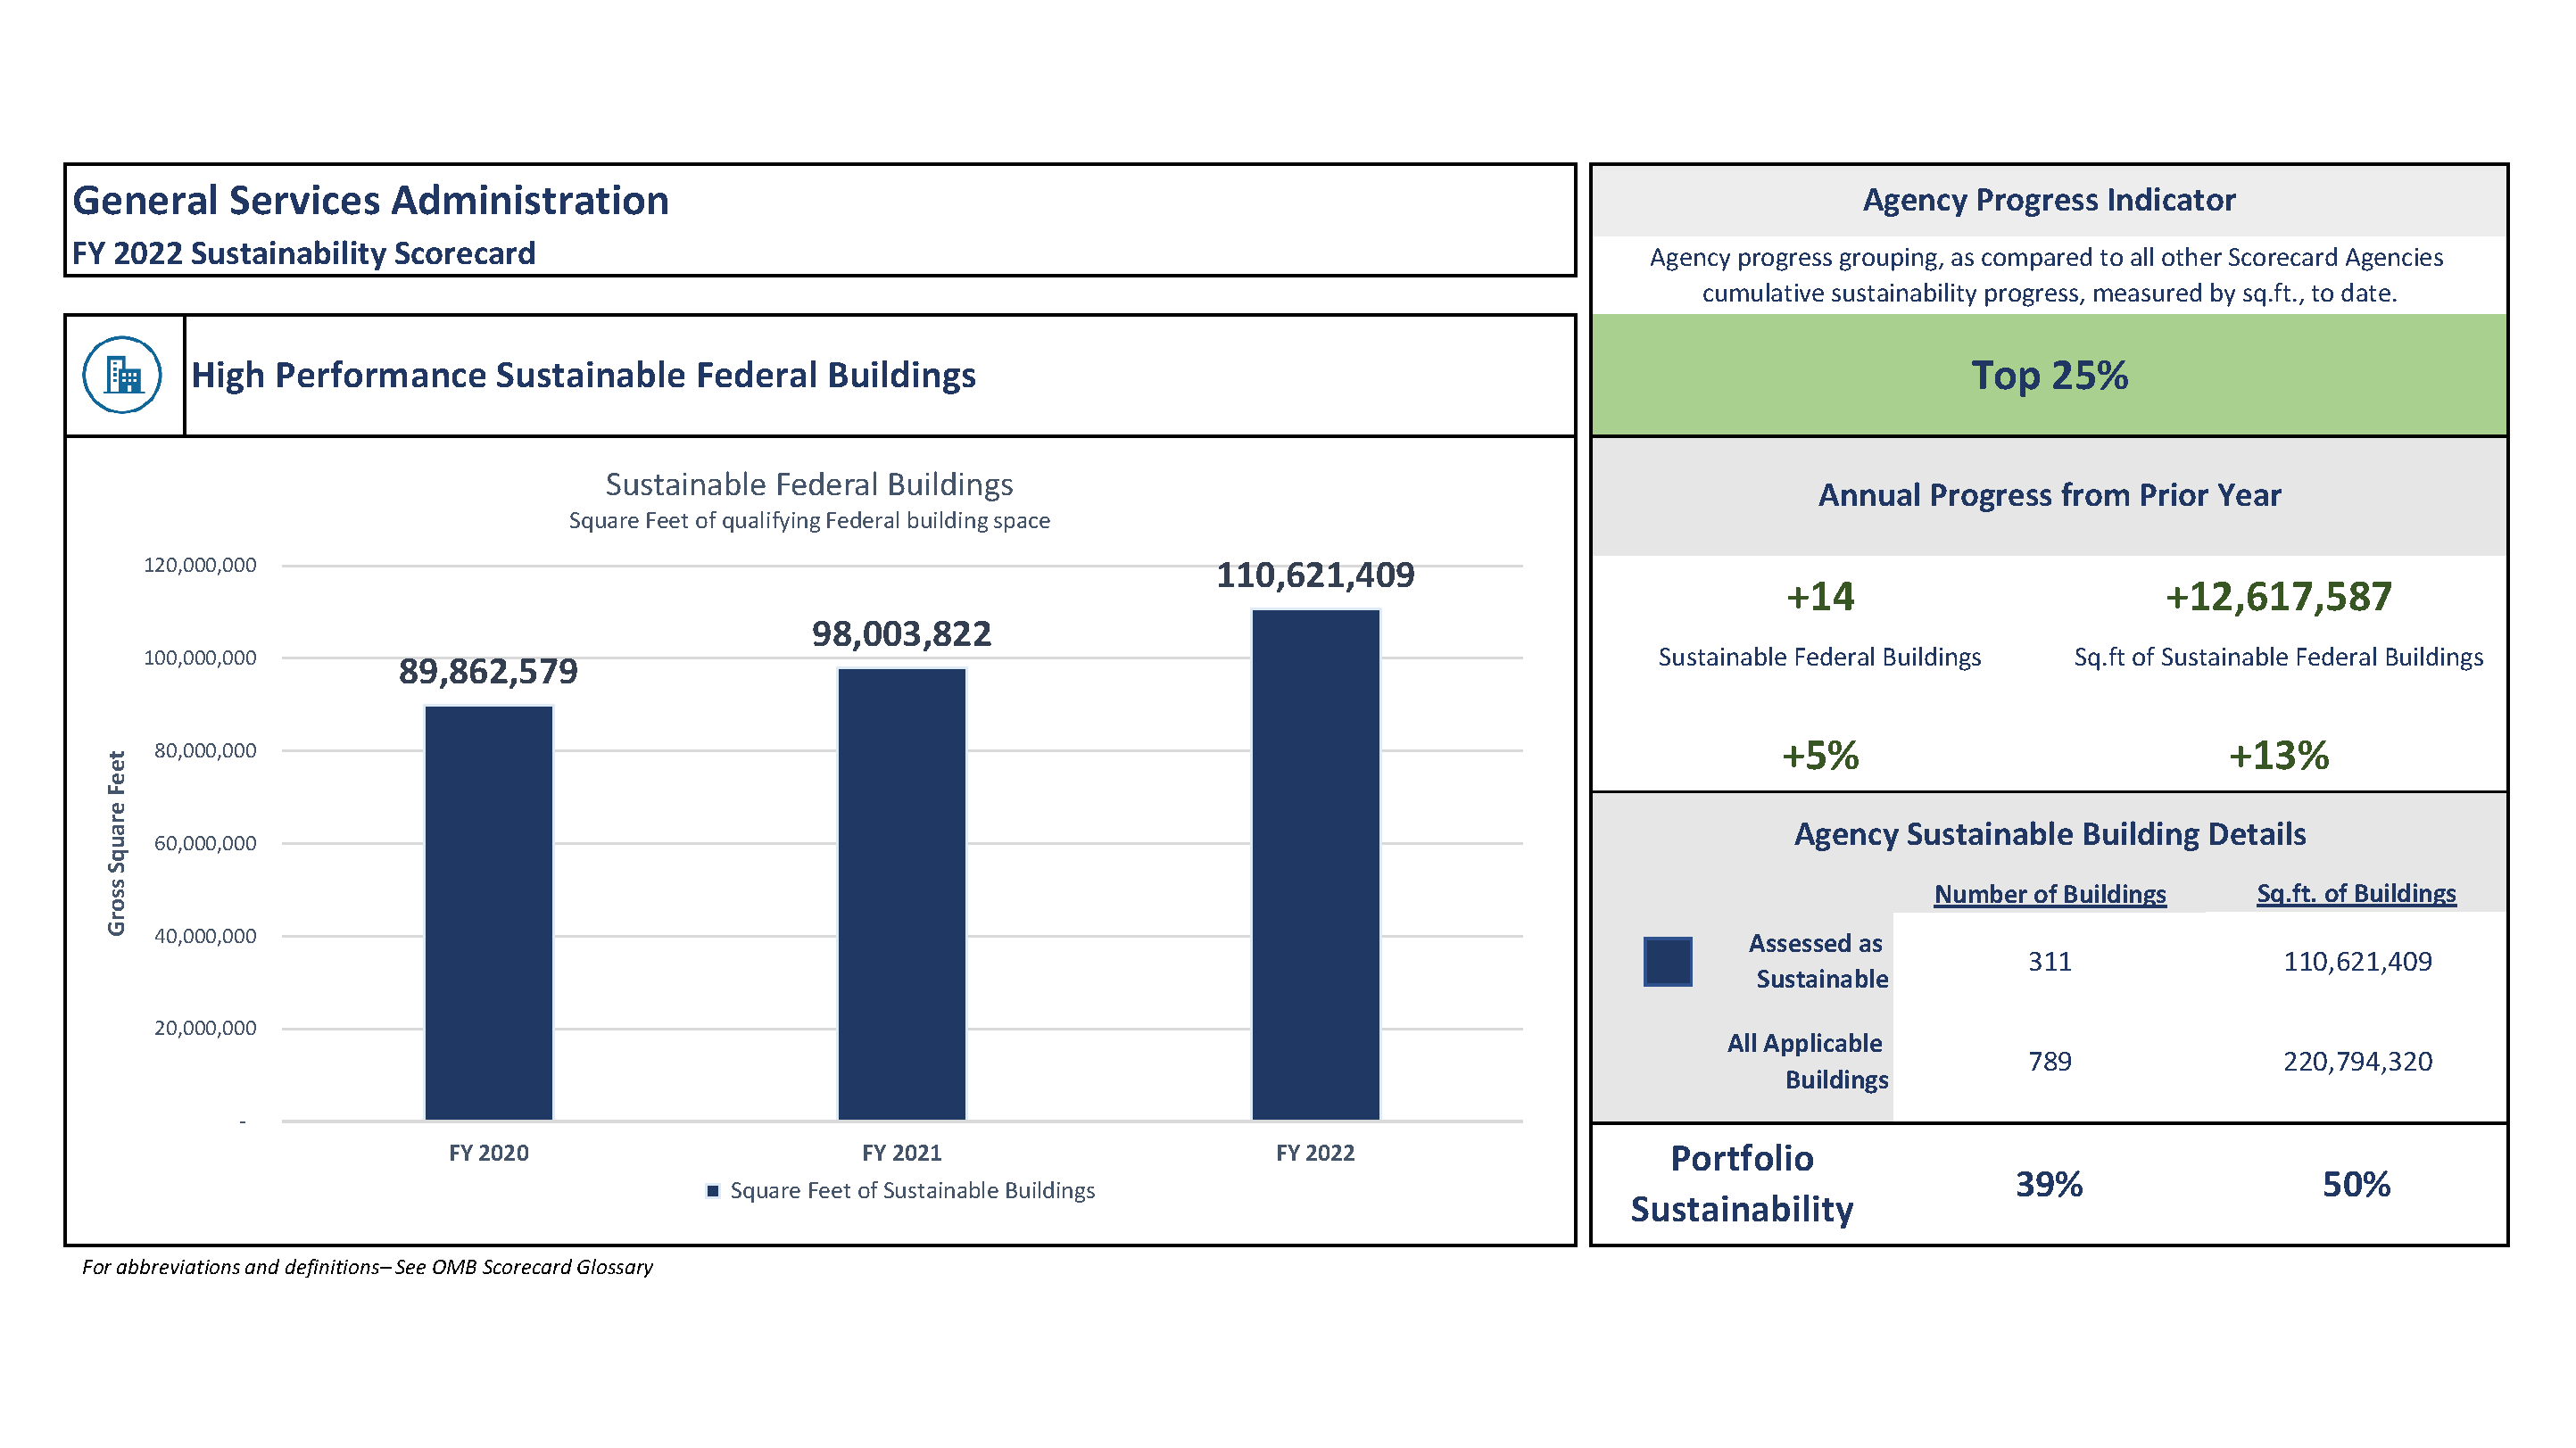 General Services Administration
FY 2022 Sustainability Scorecard
High Performance Sustainable Federal Buildings
Sustainable Federal Buildings
Square Feet of qualifying Federal building space
Gross Square Feet
120,000,000
100,000,000
80,000,000
60,000,000
40,000,000
20,000,000
-
89,862,579
98,003,822
110,621,409
FY 2020
FY 2021
FY 2022
Square Feet of Sustainable Buildings
For abbreviations and definitions– See OMB Scorecard Glossary
Agency Progress Indicator
Agency progress grouping, as compared to all other Scorecard Agencies
cumulative sustainability progress, measured by sq.ft., to date.
Top 25%
Annual Progress from Prior Year
+14 +12,617,587
Sustainable Federal Buildings Sq.ft of Sustainable Federal Buildings
+5% +13%
Agency Sustainable Building Details
Number of Buildings Sq.ft. of Buildings
Assessed as
Sustainable
311 110,621,409
All Applicable
Buildings
789 220,794,320
Portfolio
Sustainability
39% 50%